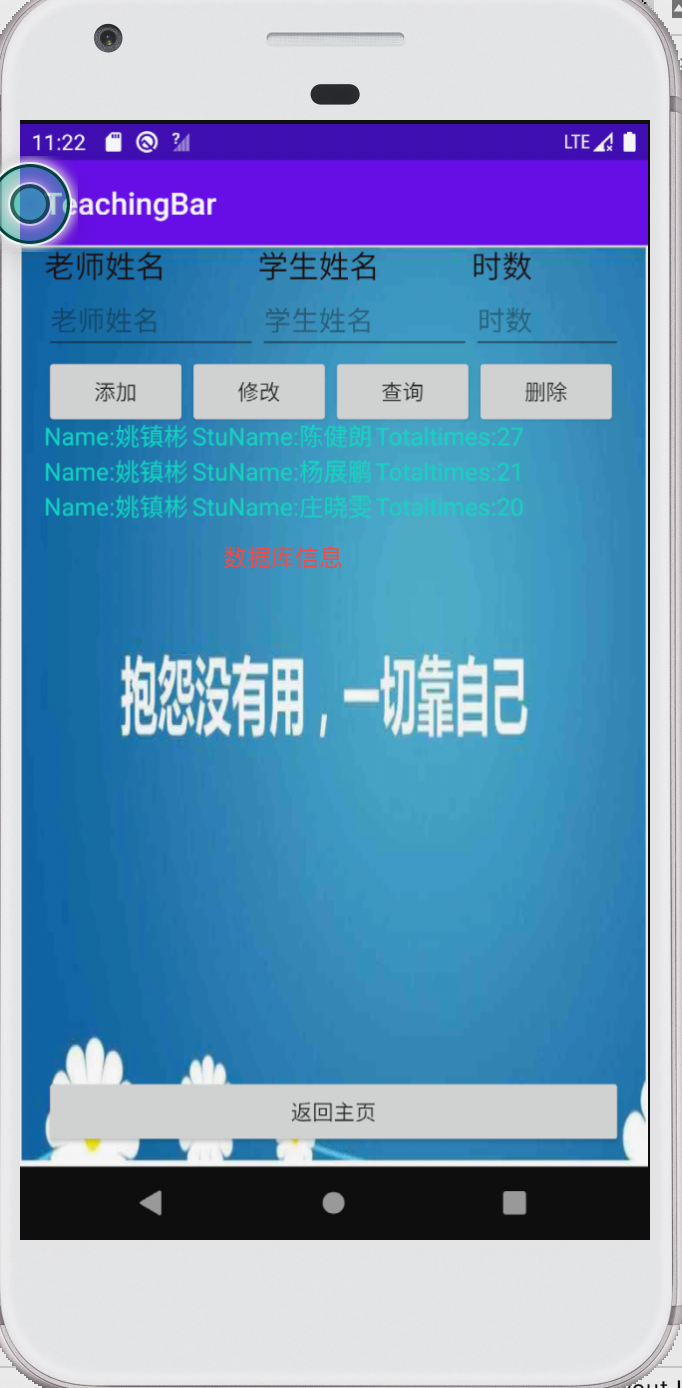 11:22 LTE
TeachingBar
老师姓名 学生姓名 时数
老师姓名 学生姓名 时数
添加 修改 查询 删除
Name:姚镇彬 StuName:陈健朗 Totaltimes:27
Name:姚镇彬 StuName:杨展鹏 Totaltimes:21
Name:姚镇彬 StuName:庄晓雯 Totaltimes:20
数据库信息
抱怨没有用，一切靠自己
返回主页